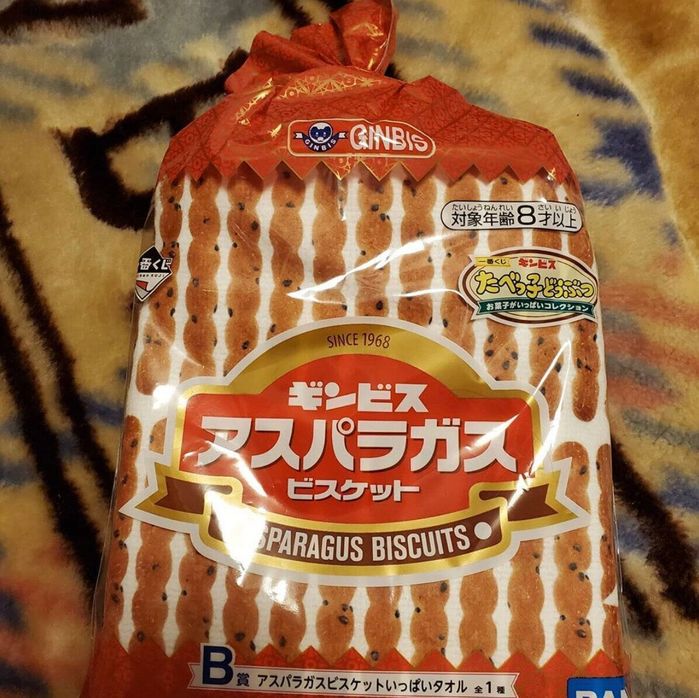 GINBIS
GINBIS
たいしょうねんれい さいいじょう
対象年齢8才以上
番くじ
一番くじ ギンビス
たべっ子どうぶつ
お菓子がいっぱいコレクション
SINCE 1968
ギンビス
アスパラガス
ビスケット
SPARAGUS BISCUITS
B賞 アスパラガスビスケットいっぱいタオル 全1種
BA